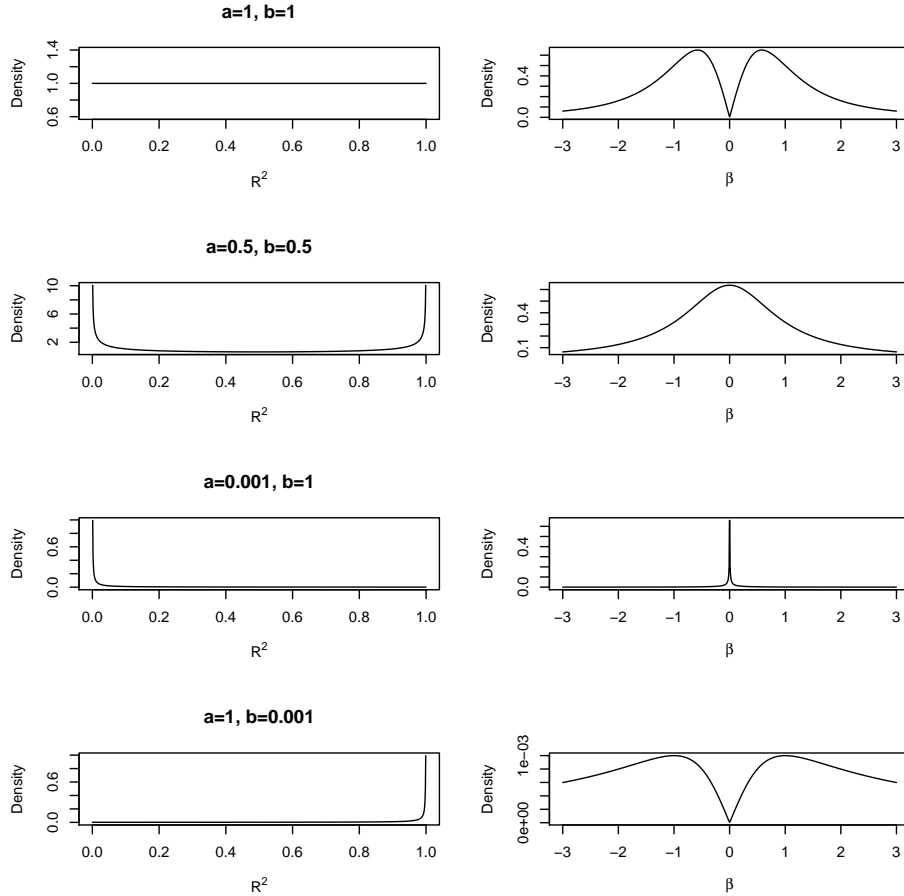 a=1, b=1
Density
0.6 1.0 1.4
0.0 0.2 0.4 0.6 0.8 1.0
R²
Density
0.0 0.4
−3 −2 −1 0 1 2 3
β
a=0.5, b=0.5
Density
2 6 10
0.0 0.2 0.4 0.6 0.8 1.0
R²
Density
0.1 0.4
−3 −2 −1 0 1 2 3
β
a=0.001, b=1
Density
0.0 0.6
0.0 0.2 0.4 0.6 0.8 1.0
R²
Density
0.0 0.4
−3 −2 −1 0 1 2 3
β
a=1, b=0.001
Density
0.0 0.6
0.0 0.2 0.4 0.6 0.8 1.0
R²
Density
0e+00 1e−03
−3 −2 −1 0 1 2 3
β